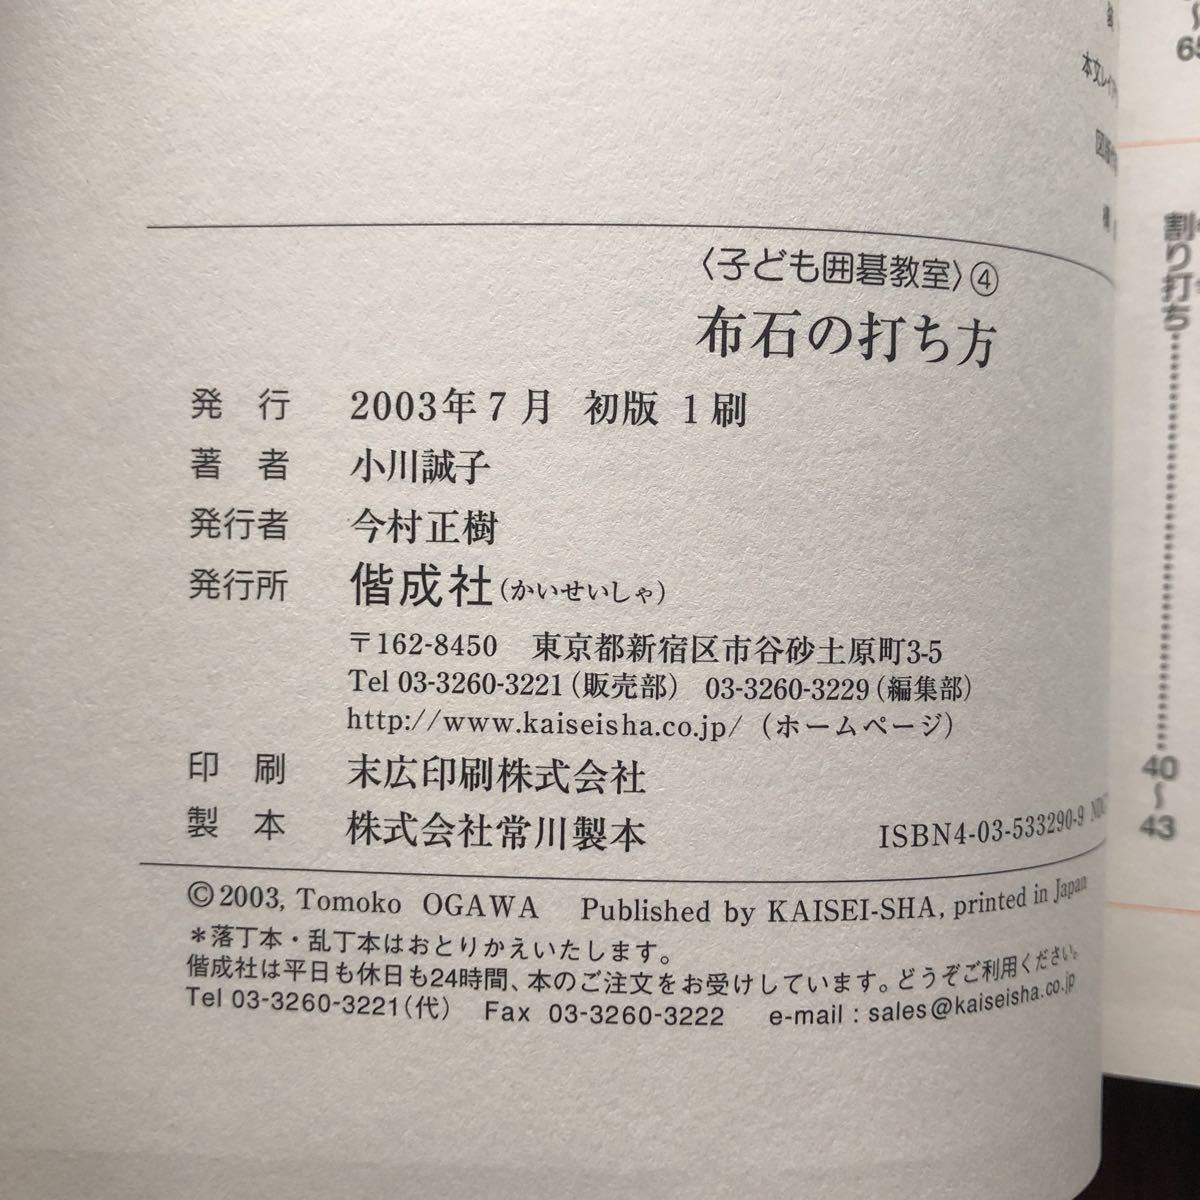 〈子ども囲碁教室〉④
布石の打ち方
発行 2003年7月 初版 1刷
著者 小川誠子
発行者 今村正樹
発行所 偕成社(かいせいしゃ)
〒162-8450 東京都新宿区市谷砂土原町3-5
Tel 03-3260-3221(販売部) 03-3260-3229(編集部)
http://www.kaiseisha.co.jp/ (ホームページ)
印刷 末広印刷株式会社
製本 株式会社常川製本
ISBN4-03-533290-9
©2003, Tomoko OGAWA Published by KAISEI-SHA, printed in Japan
*落丁本・乱丁本はおとりかえいたします。
偕成社は平日も休日も24時間、本のご注文をお受けしています。どうぞご利用ください。
Tel 03-3260-3221(代) Fax 03-3260-3222 e-mail : sales@kaiseisha.co.jp
本文レイ
割り打ち……40〜43